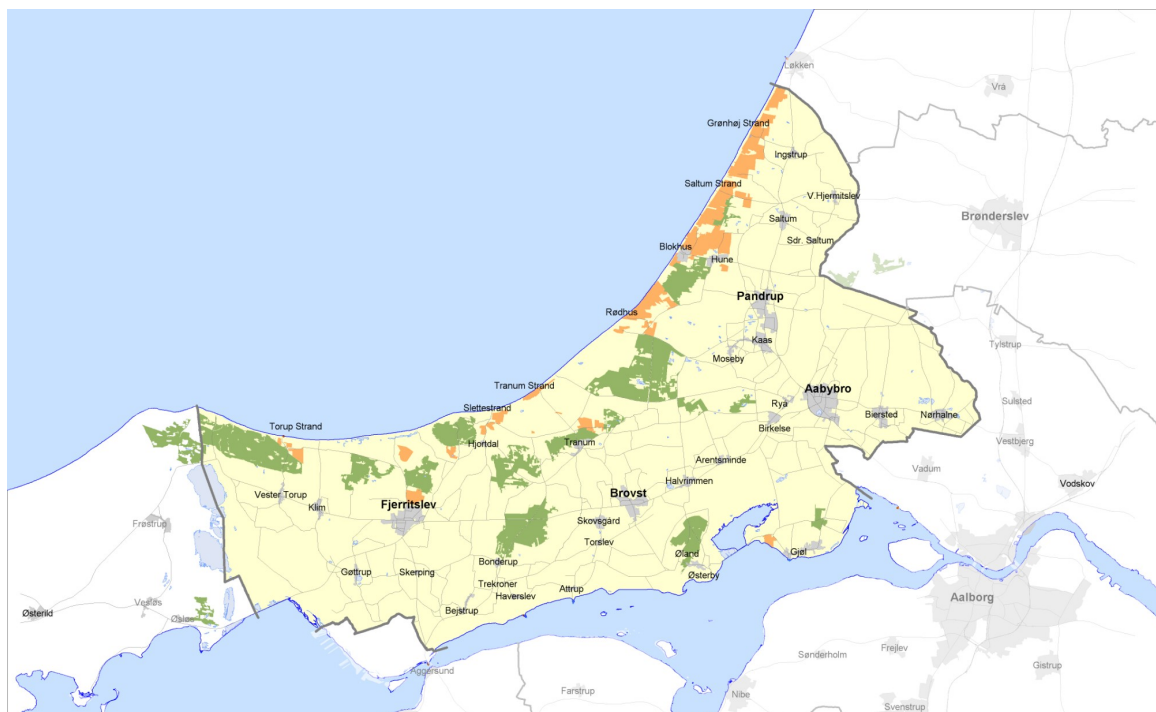 Løkken
Vrå
Grønhøj Strand
Ingstrup
Saltum Strand
V.Hjermitslev
Saltum
Brønderslev
Sdr. Saltum
Blokhus
Hune
Pandrup
Rødhus
Kaas
Tylstrup
Moseby
Tranum Strand
Aabybro
Rya
Sulsted
Slettestrand
Biersted
Nørhalne
Torup Strand
Birkelse
Hjortdal
Tranum
Vestbjerg
Arentsminde
Vadum
Halvrimmen
Vodskov
Vester Torup
Brovst
Klim
Fjerritslev
Frøstrup
Skovsgård
Torslev
Øland
Gjøl
Bonderup
Gøttrup
Skerping
Østerby
Trekroner
Attrup
Haverslev
Aalborg
Vesløs
Bejstrup
Østerild
Øsløs
Sønderholm
Frejlev
Aggersund
Gistrup
Farstrup
Nibe
Svenstrup